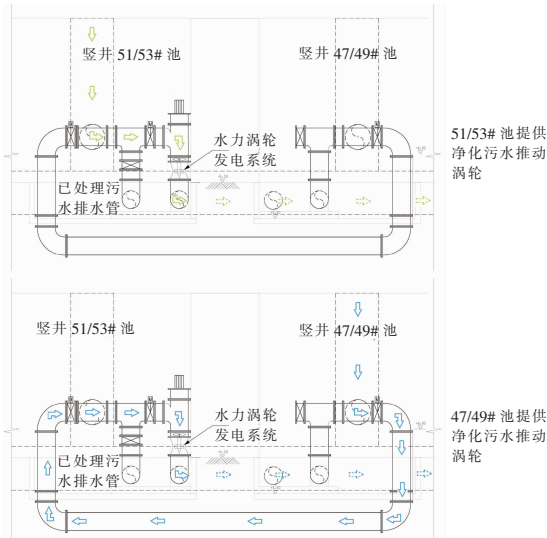 竖井 51/53# 池
竖井 47/49# 池
水力涡轮
发电系统
已处理污
水排水管
51/53# 池提供
净化污水推动
涡轮
竖井 51/53# 池
竖井 47/49# 池
水力涡轮
发电系统
已处理污
水排水管
47/49# 池提供
净化污水推动
涡轮